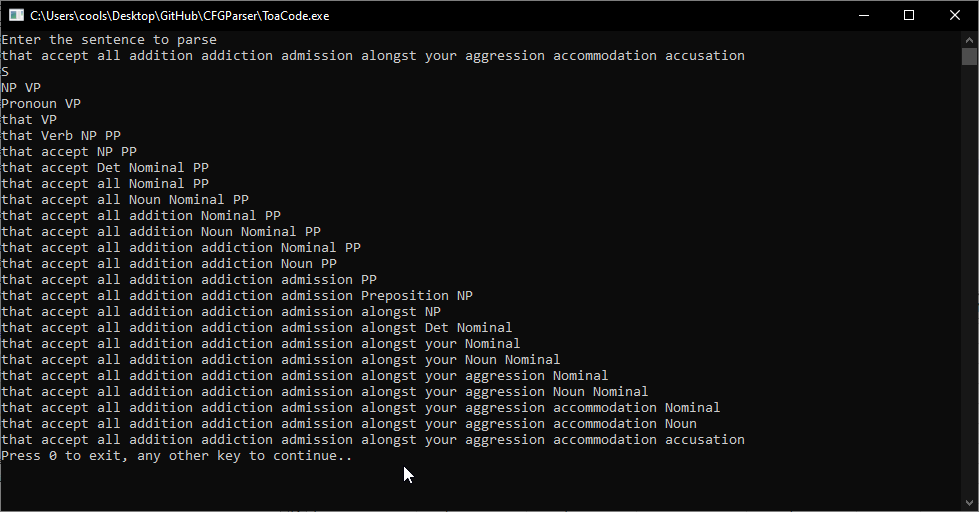 C:\Users\cools\Desktop\GitHub\CFGParser\ToaCode.exe
Enter the sentence to parse
that accept all addition addiction admission alongst your aggression accommodation accusation
S
NP VP
Pronoun VP
that VP
that Verb NP PP
that accept NP PP
that accept Det Nominal PP
that accept all Nominal PP
that accept all Noun Nominal PP
that accept all addition Nominal PP
that accept all addition Noun Nominal PP
that accept all addition addiction Nominal PP
that accept all addition addiction Noun PP
that accept all addition addiction admission PP
that accept all addition addiction admission Preposition NP
that accept all addition addiction admission alongst NP
that accept all addition addiction admission alongst Det Nominal
that accept all addition addiction admission alongst your Nominal
that accept all addition addiction admission alongst your Noun Nominal
that accept all addition addiction admission alongst your aggression Nominal
that accept all addition addiction admission alongst your aggression Noun Nominal
that accept all addition addiction admission alongst your aggression accommodation Nominal
that accept all addition addiction admission alongst your aggression accommodation Noun
that accept all addition addiction admission alongst your aggression accommodation accusation
Press 0 to exit, any other key to continue..